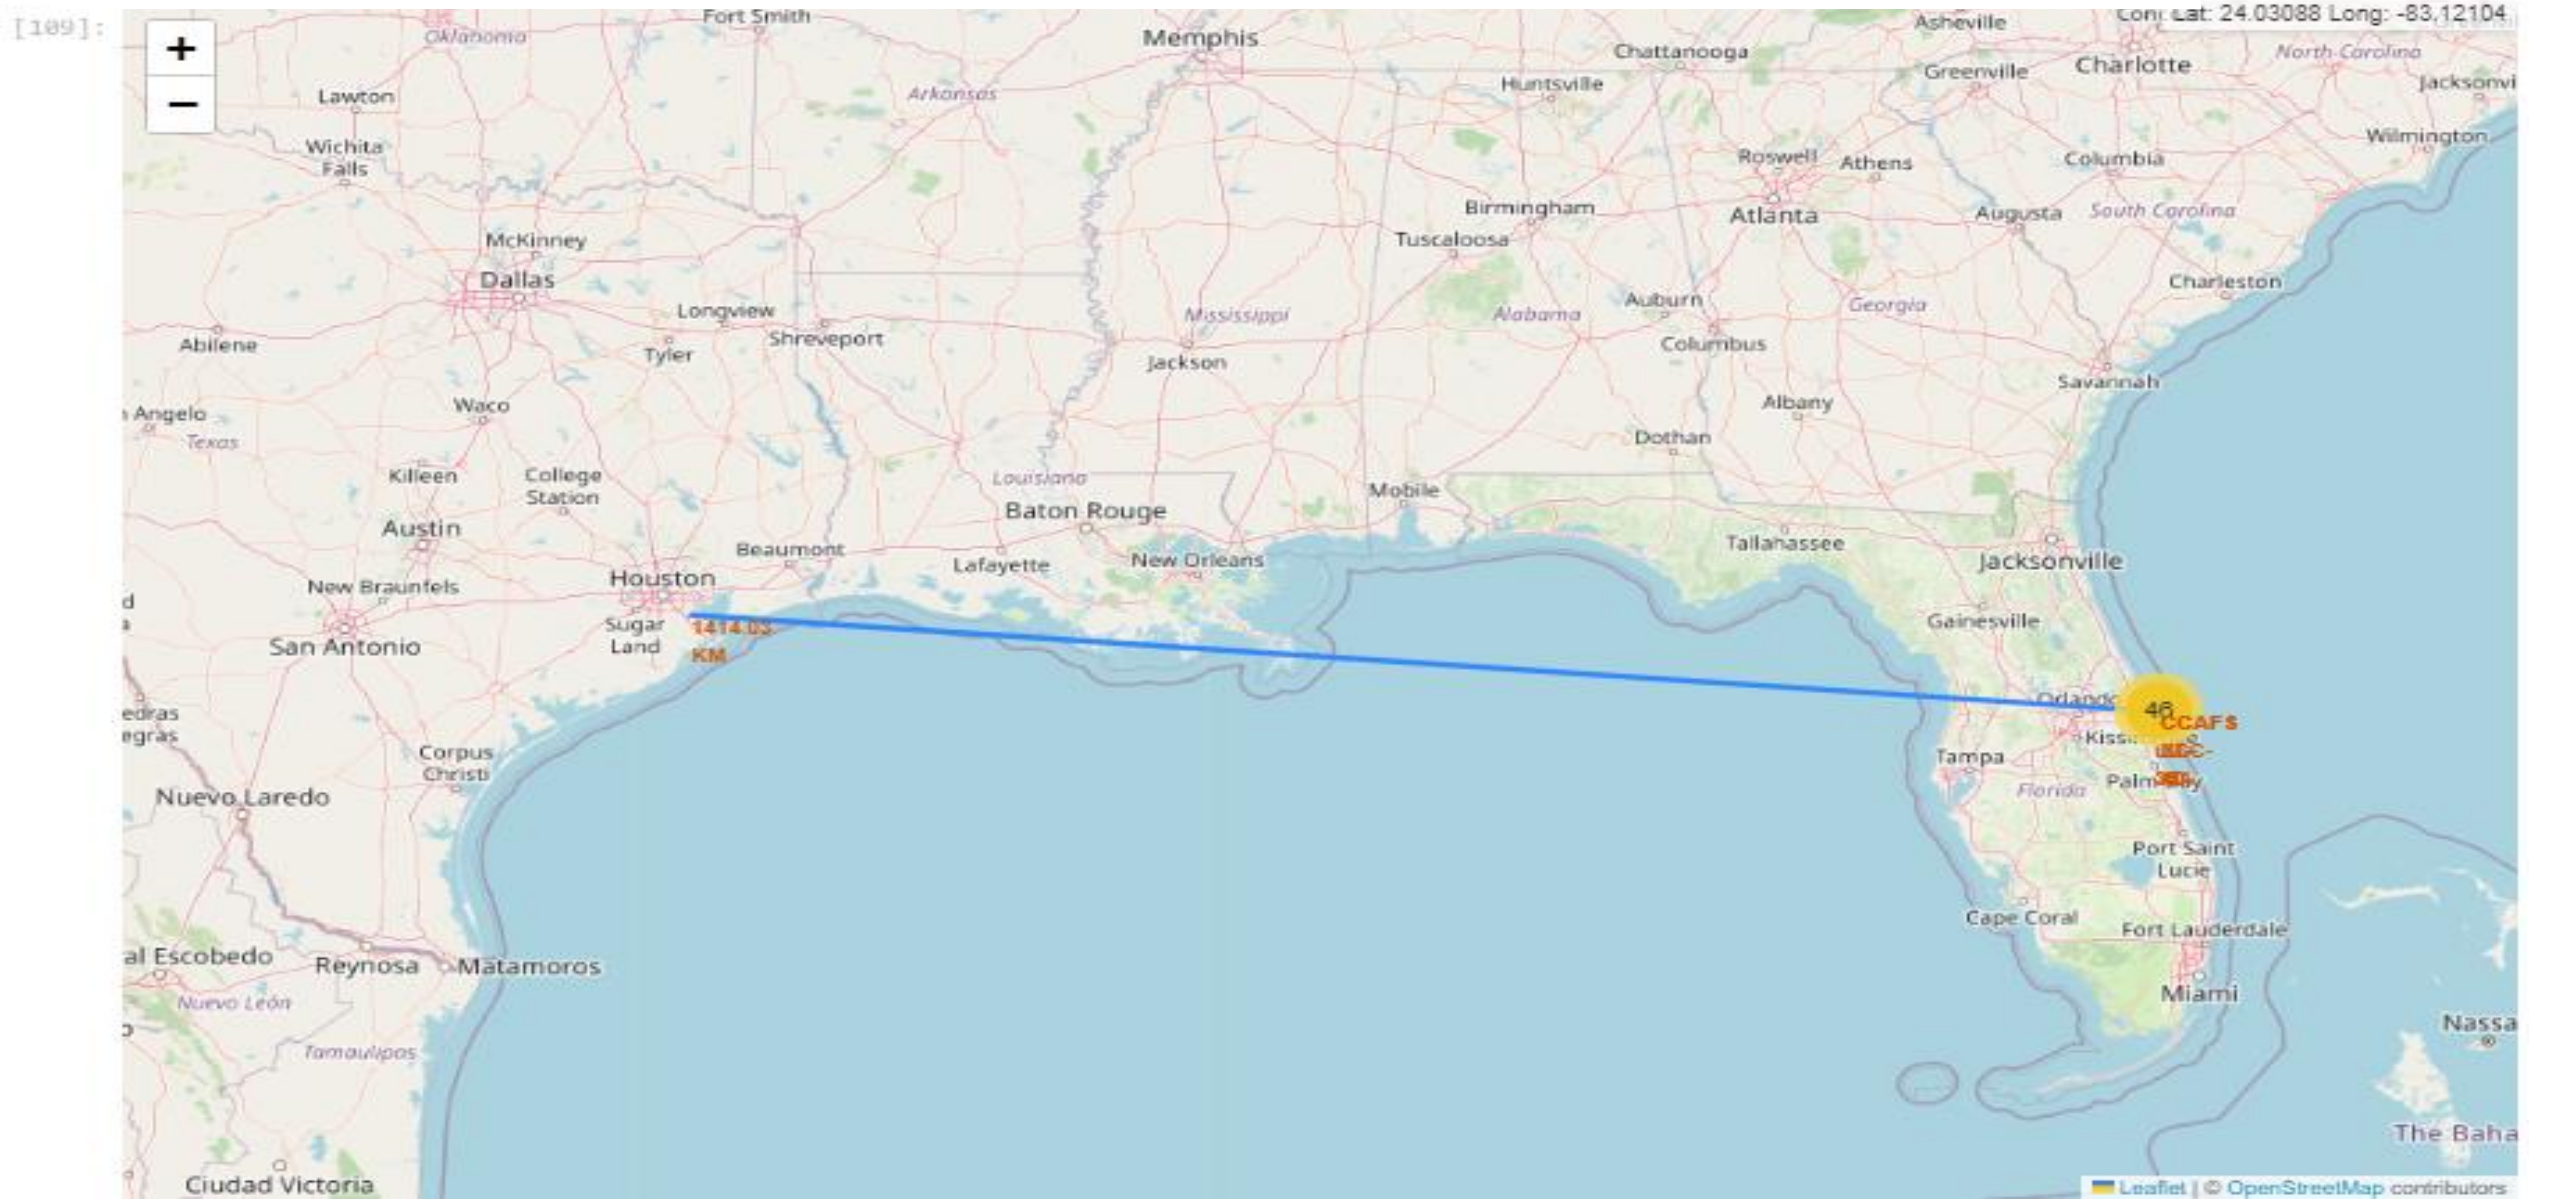 [109]:
+
−
Oklahoma
Fort Smith
Memphis
Chattanooga
Asheville
Lat: 24.03088 Long: -83.12104
Huntsville
Greenville
Charlotte
North Carolina
Jacksonvi
Lawton
Arkansas
Wilmington
Wichita
Falls
Roswell
Athens
Columbia
Birmingham
Atlanta
Augusta
South Carolina
McKinney
Tuscaloosa
Dallas
Charleston
Longview
Mississippi
Alabama
Auburn
Georgia
Abilene
Tyler
Shreveport
Jackson
Columbus
Savannah
Waco
Albany
Angelo
Texas
Dothan
Killeen
College
Station
Louisiana
Mobile
Austin
Baton Rouge
Beaumont
Lafayette
New Orleans
Tallahassee
Jacksonville
New Braunfels
Houston
Gainesville
Sugar
Land
1414.03
KM
San Antonio
edras
egras
46
CCAFS
Corpus
Christi
Tampa
Florida
Nuevo Laredo
Port Saint
Lucie
Cape Coral
Fort Lauderdale
al Escobedo
Reynosa
Matamoros
Nuevo León
Miami
Nassa
Tamaulipas
The Baha
Ciudad Victoria
Leaflet | © OpenStreetMap contributors